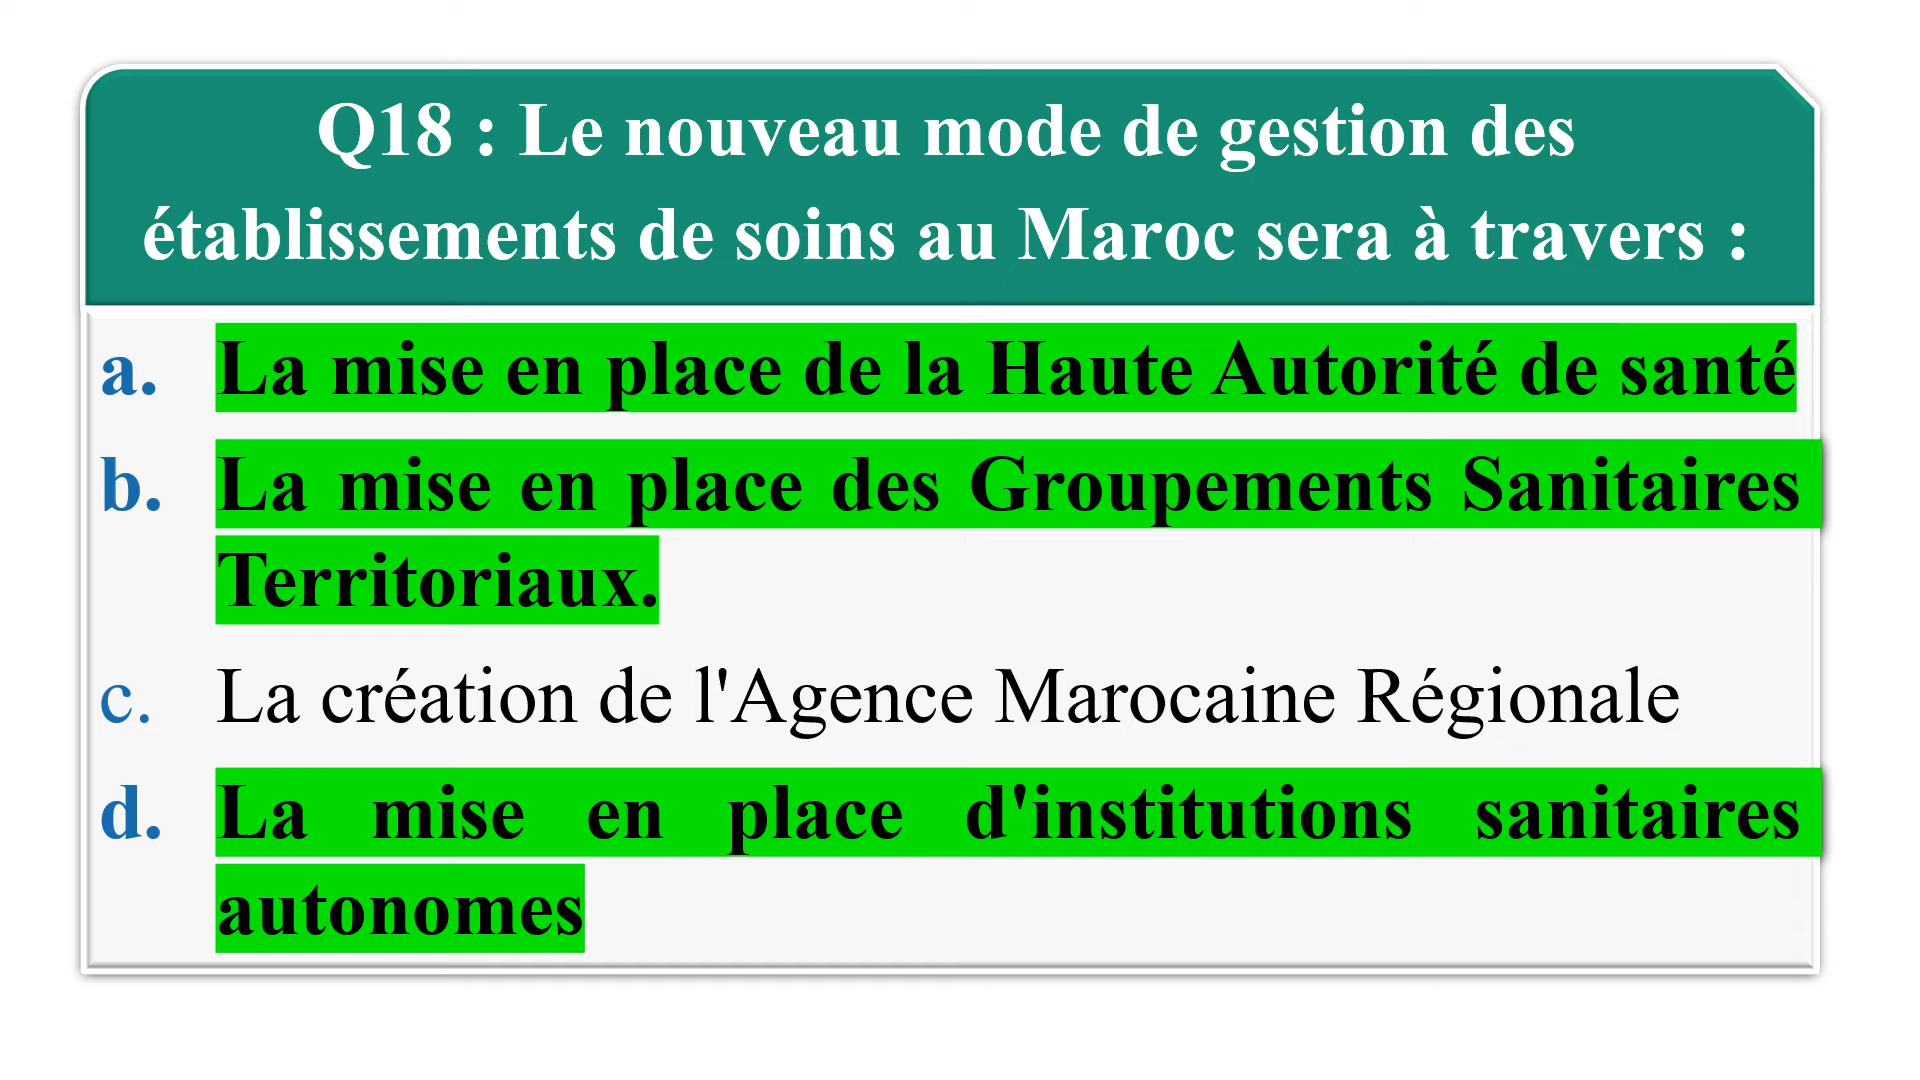 Q18 : Le nouveau mode de gestion des
établissements de soins au Maroc sera à travers :
a. La mise en place de la Haute Autorité de santé
b. La mise en place des Groupements Sanitaires
Territoriaux.
c. La création de l'Agence Marocaine Régionale
d. La mise en place d'institutions sanitaires
autonomes